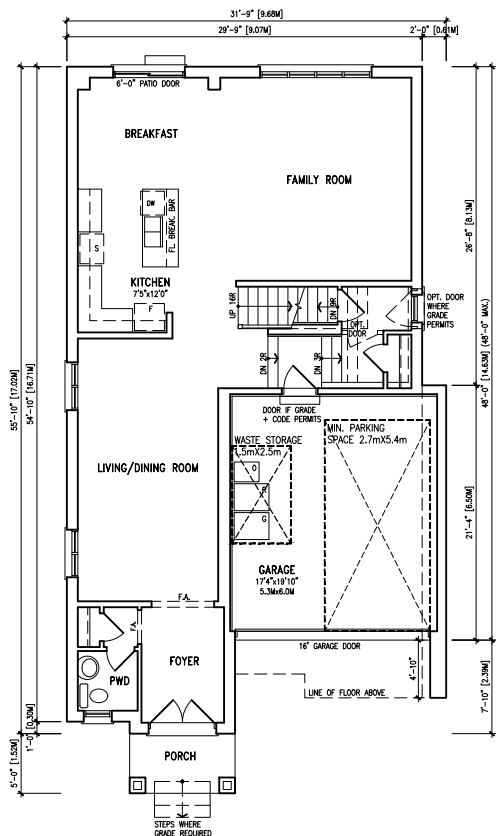 31'-9" [9.68M]
29'-9" [9.07M]
2'-0" [0.61M]
6'-0" PATIO DOOR
BREAKFAST
FAMILY ROOM
DW
FL. BREAK. BAR
S
KITCHEN
7'5"x12'0"
F
UP 16R
DN 9R
OPT. DOOR
WHERE
GRADE
PERMITS
OPT.
DOOR
DN 2R
DN 3R
26'-8" [8.13M]
48'-0" [14.63M] (48'-0" MAX.)
55'-10" [17.02M]
54'-10" [16.71M]
DOOR IF GRADE
+ CODE PERMITS
MIN. PARKING
SPACE 2.7mX5.4m
WASTE STORAGE
1.5mX2.5m
O
R
G
LIVING/DINING ROOM
21'-4" [6.50M]
GARAGE
17'4"x19'10"
5.3Mx6.0M
F.A.
F.A.
16' GARAGE DOOR
FOYER
PWD
4'-10"
LINE OF FLOOR ABOVE
7'-10" [2.39M]
1'-0" [0.30M]
5'-0" [1.52M]
PORCH
STEPS WHERE
GRADE REQUIRED